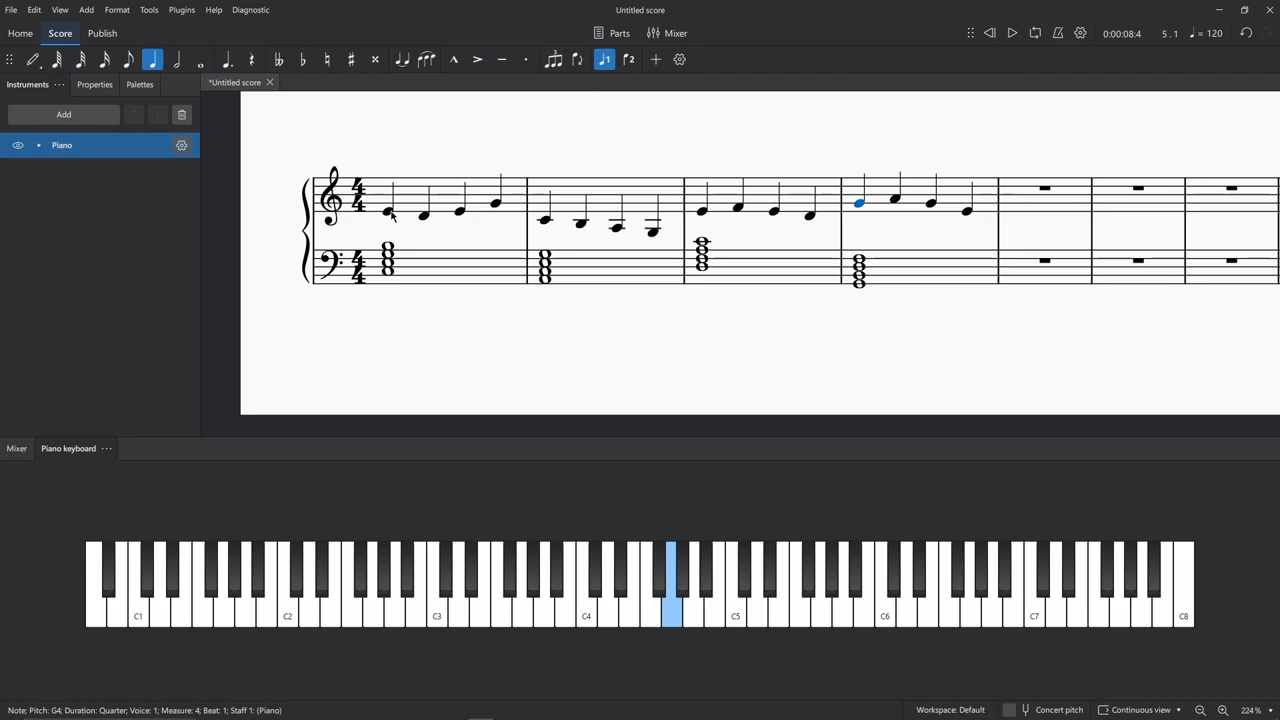 File Edit View Add Format Tools Plugins Help Diagnostic Untitled score
Home Score Publish Parts Mixer 0:00:08:4 5 . 1 = 120
Instruments Properties Palettes *Untitled score
Add
Piano
Mixer Piano keyboard
C1 C2 C3 C4 C5 C6 C7 C8
Note; Pitch: G4; Duration: Quarter; Voice: 1; Measure: 4; Beat: 1; Staff 1: (Piano) Workspace: Default Concert pitch Continuous view 224 %